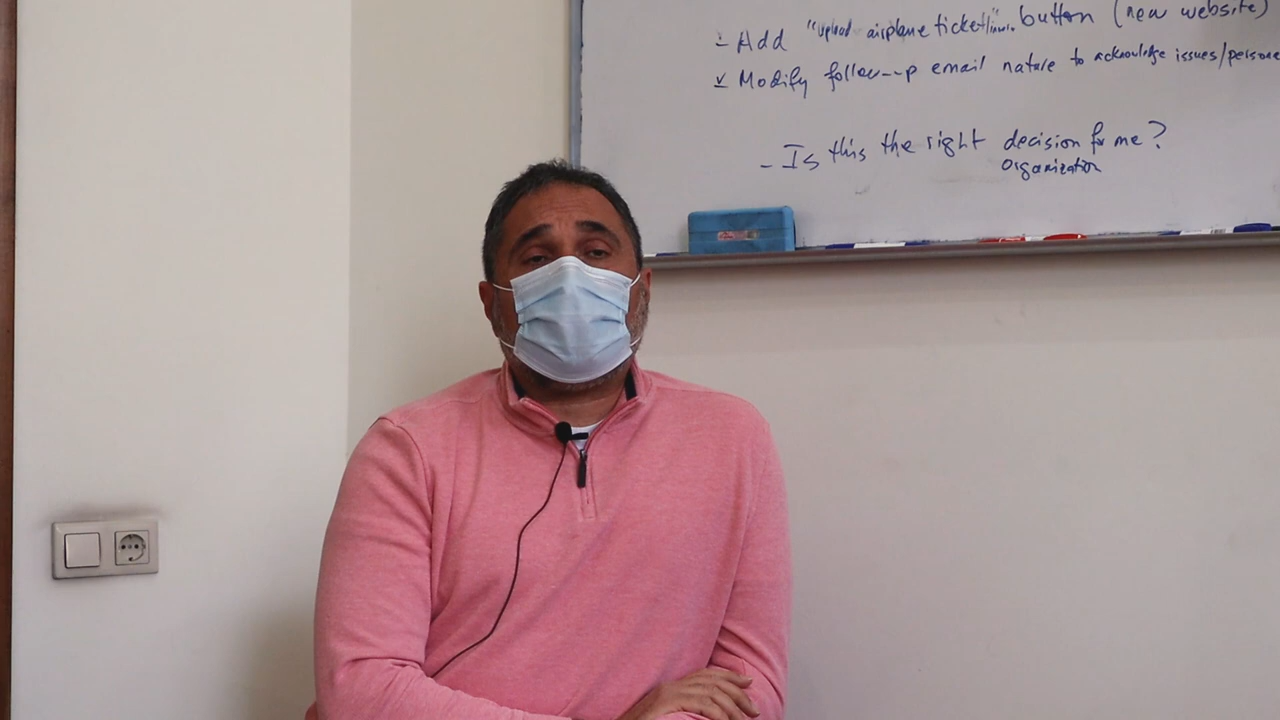 - Add "upload airplane ticket button (new website)
Modify follow-up email nature to acknowledge issues/persona
- Is this the right decision for me?
Organization